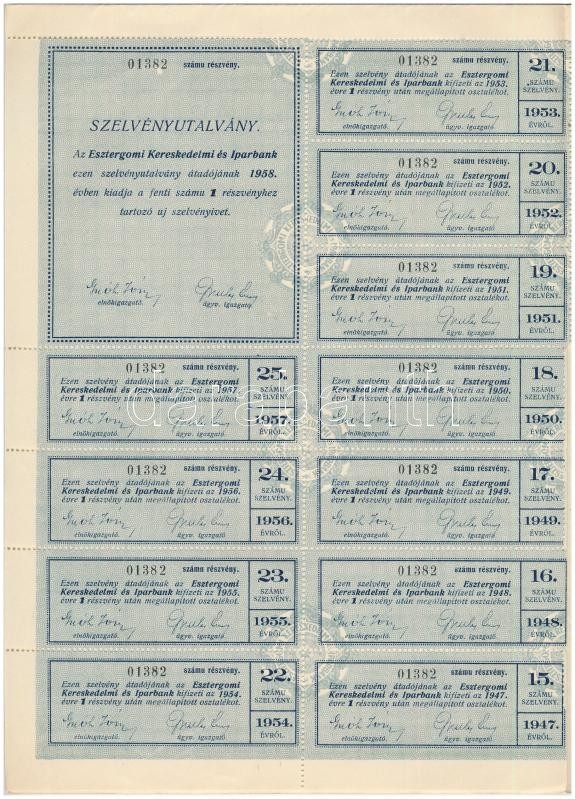 01382 számu részvény.
SZELVÉNYUTALVÁNY.
Az Esztergomi Kereskedelmi és Iparbank
ezen szelvényutalvány átadójának 1958.
évben kiadja a fenti számu 1 részvényhez
tartozó uj szelvényivet.
elnökigazgató. ügyv. igazgató
01382 számu részvény.
Ezen szelvény átadójának az Esztergomi
Kereskedelmi és Iparbank kifizeti az 1957.
évre 1 részvény után megállapitott osztalékot.
elnökigazgató. ügyv. igazgató
25.
SZÁMU
SZELVÉNY.
1957.
ÉVRŐL.
01382 számu részvény.
Ezen szelvény átadójának az Esztergomi
Kereskedelmi és Iparbank kifizeti az 1956.
évre 1 részvény után megállapitott osztalékot.
elnökigazgató. ügyv. igazgató
24.
SZÁMU
SZELVÉNY.
1956.
ÉVRŐL.
01382 számu részvény.
Ezen szelvény átadójának az Esztergomi
Kereskedelmi és Iparbank kifizeti az 1955.
évre 1 részvény után megállapitott osztalékot.
elnökigazgató. ügyv. igazgató
23.
SZÁMU
SZELVÉNY.
1955.
ÉVRŐL.
01382 számu részvény.
Ezen szelvény átadójának az Esztergomi
Kereskedelmi és Iparbank kifizeti az 1954.
évre 1 részvény után megállapitott osztalékot.
elnökigazgató. ügyv. igazgató
22.
SZÁMU
SZELVÉNY.
1954.
ÉVRŐL.
01382 számu részvény.
Ezen szelvény átadójának az Esztergomi
Kereskedelmi és Iparbank kifizeti az 1953.
évre 1 részvény után megállapitott osztalékot.
elnökigazgató. ügyv. igazgató
21.
SZÁMU
SZELVÉNY.
1953.
ÉVRŐL.
01382 számu részvény.
Ezen szelvény átadójának az Esztergomi
Kereskedelmi és Iparbank kifizeti az 1952.
évre 1 részvény után megállapitott osztalékot.
elnökigazgató. ügyv. igazgató
20.
SZÁMU
SZELVÉNY.
1952.
ÉVRŐL.
01382 számu részvény.
Ezen szelvény átadójának az Esztergomi
Kereskedelmi és Iparbank kifizeti az 1951.
évre 1 részvény után megállapitott osztalékot.
elnökigazgató. ügyv. igazgató
19.
SZÁMU
SZELVÉNY.
1951.
ÉVRŐL.
01382 számu részvény.
Ezen szelvény átadójának az Esztergomi
Kereskedelmi és Iparbank kifizeti az 1950.
évre 1 részvény után megállapitott osztalékot.
elnökigazgató. ügyv. igazgató
18.
SZÁMU
SZELVÉNY.
1950.
ÉVRŐL.
01382 számu részvény.
Ezen szelvény átadójának az Esztergomi
Kereskedelmi és Iparbank kifizeti az 1949.
évre 1 részvény után megállapitott osztalékot.
elnökigazgató. ügyv. igazgató
17.
SZÁMU
SZELVÉNY.
1949.
ÉVRŐL.
01382 számu részvény.
Ezen szelvény átadójának az Esztergomi
Kereskedelmi és Iparbank kifizeti az 1948.
évre 1 részvény után megállapitott osztalékot.
elnökigazgató. ügyv. igazgató
16.
SZÁMU
SZELVÉNY.
1948.
ÉVRŐL.
01382 számu részvény.
Ezen szelvény átadójának az Esztergomi
Kereskedelmi és Iparbank kifizeti az 1947.
évre 1 részvény után megállapitott osztalékot.
elnökigazgató. ügyv. igazgató
15.
SZÁMU
SZELVÉNY.
1947.
ÉVRŐL.